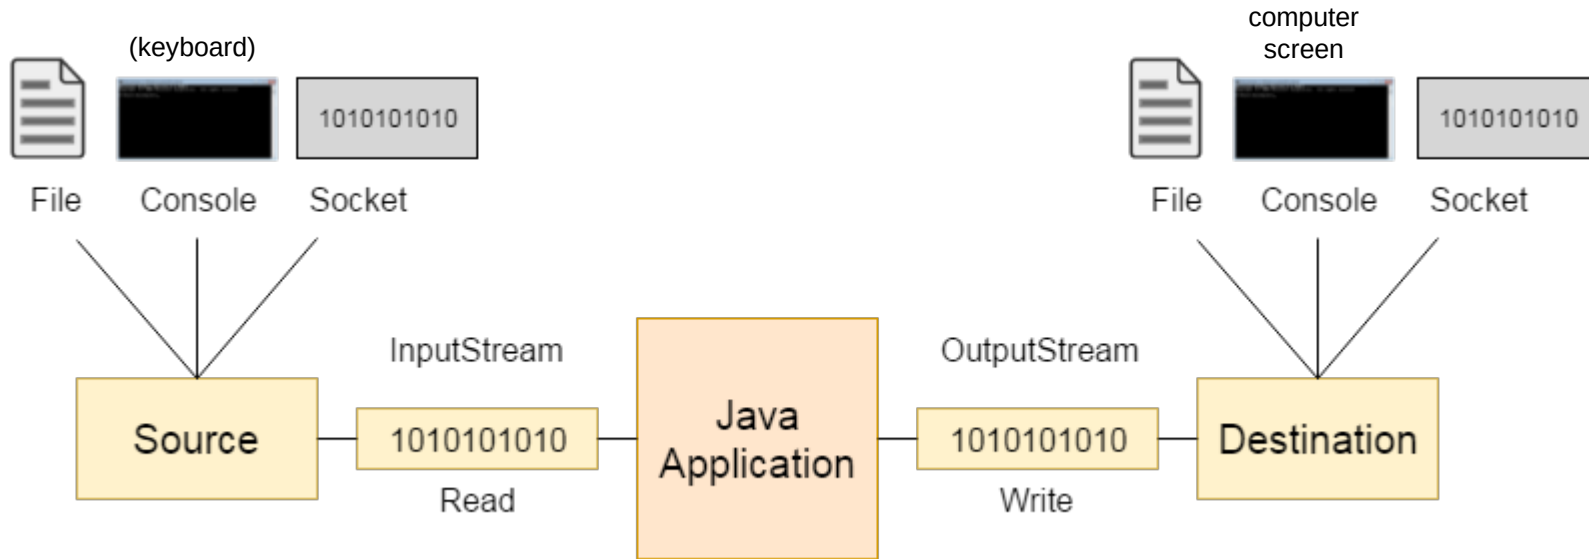 (keyboard)
computer
screen
1010101010
1010101010
File
Console
Socket
File
Console
Socket
InputStream
OutputStream
Source
1010101010
Java
Application
1010101010
Destination
Read
Write